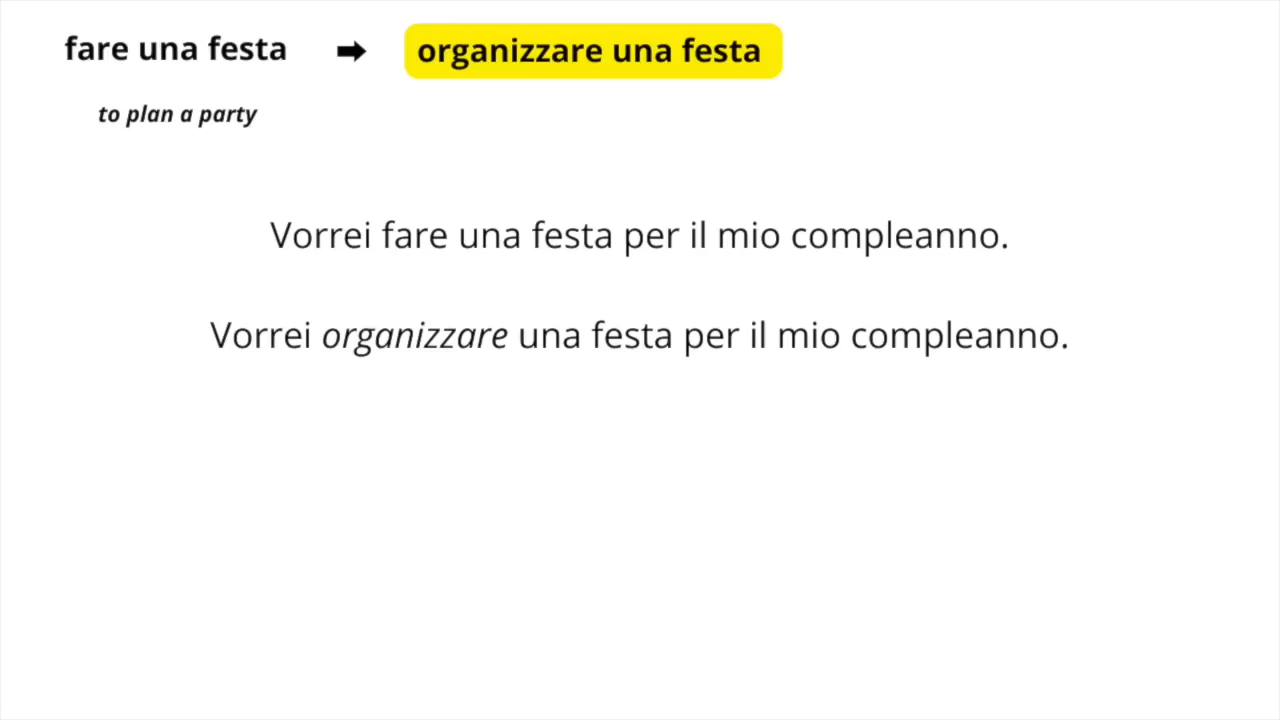 fare una festa ➡ organizzare una festa
to plan a party
Vorrei fare una festa per il mio compleanno.
Vorrei organizzare una festa per il mio compleanno.